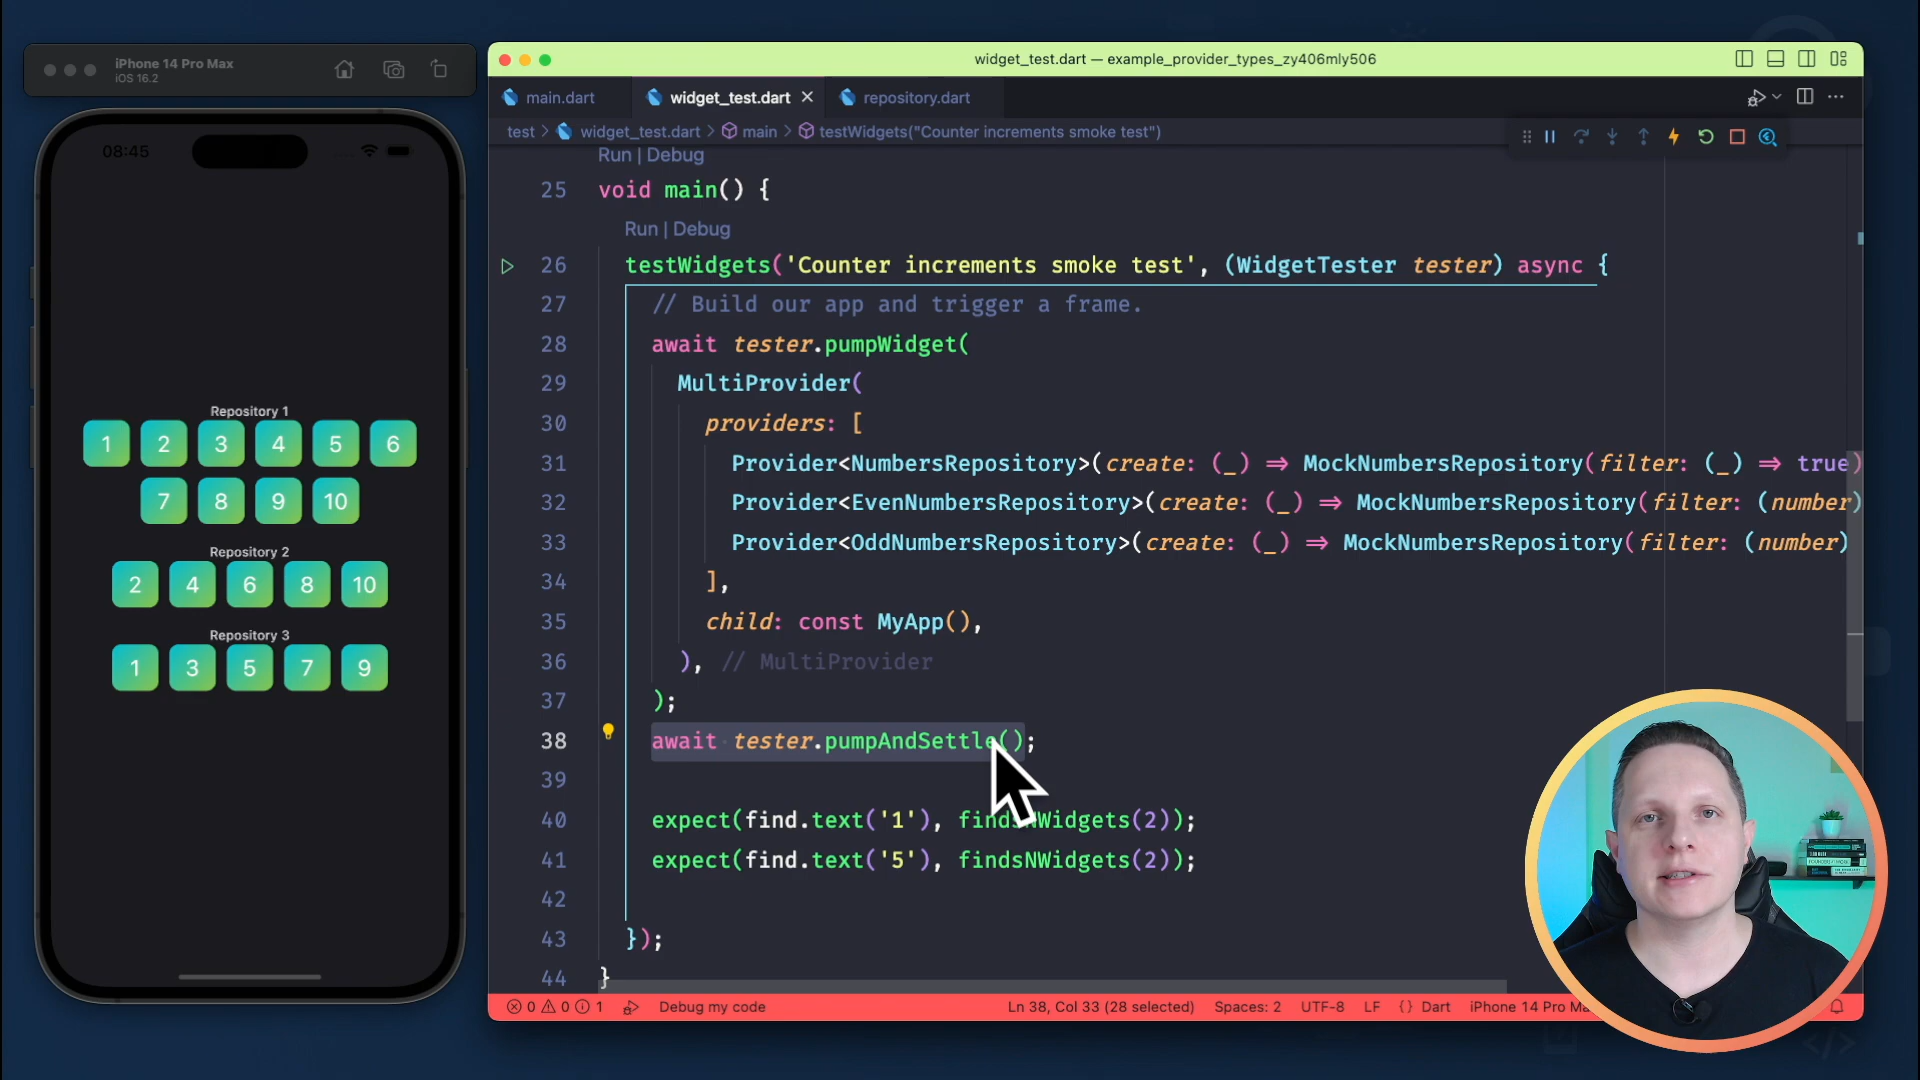 iPhone 14 Pro Max
iOS 16.2
08:45
Repository 1
1 2 3 4 5 6
7 8 9 10
Repository 2
2 4 6 8 10
Repository 3
1 3 5 7 9
widget_test.dart — example_provider_types_zy406mly506
main.dart
widget_test.dart
repository.dart
test > widget_test.dart > main > testWidgets("Counter increments smoke test")
Run | Debug
25 void main() {
Run | Debug
26 testWidgets('Counter increments smoke test', (WidgetTester tester) async {
27 // Build our app and trigger a frame.
28 await tester.pumpWidget(
29 MultiProvider(
30 providers: [
31 Provider<NumbersRepository>(create: (_) => MockNumbersRepository(filter: (_) => true)
32 Provider<EvenNumbersRepository>(create: (_) => MockNumbersRepository(filter: (number)
33 Provider<OddNumbersRepository>(create: (_) => MockNumbersRepository(filter: (number)
34 ],
35 child: const MyApp(),
36 ), // MultiProvider
37 );
38 await tester.pumpAndSettle();
39
40 expect(find.text('1'), findsNWidgets(2));
41 expect(find.text('5'), findsNWidgets(2));
42
43 });
44 }
0 0 1 Debug my code
Ln 38, Col 33 (28 selected) Spaces: 2 UTF-8 LF {} Dart iPhone 14 Pro